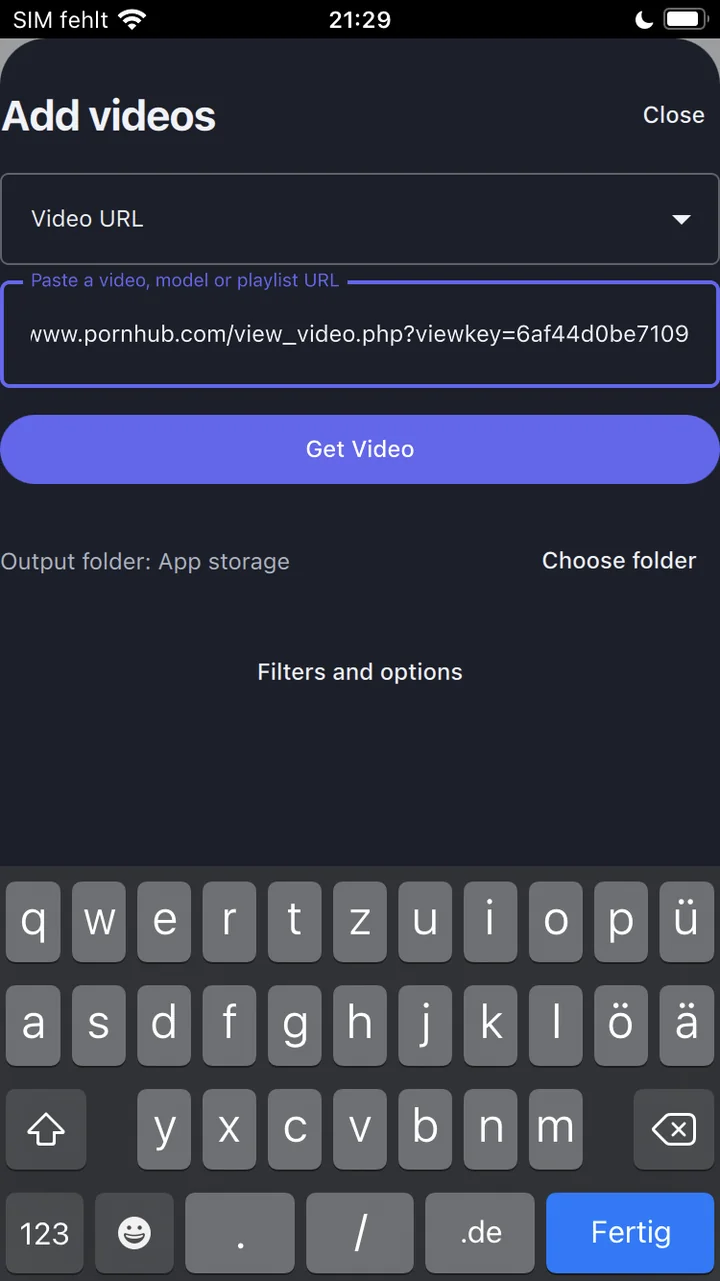 SIM fehlt 21:29
Add videos Close
Video URL
Paste a video, model or playlist URL
www.pornhub.com/view_video.php?viewkey=6af44d0be7109
Get Video
Output folder: App storage Choose folder
Filters and options
q w e r t z u i o p ü
a s d f g h j k l ö ä
y x c v b n m
123 . / .de Fertig